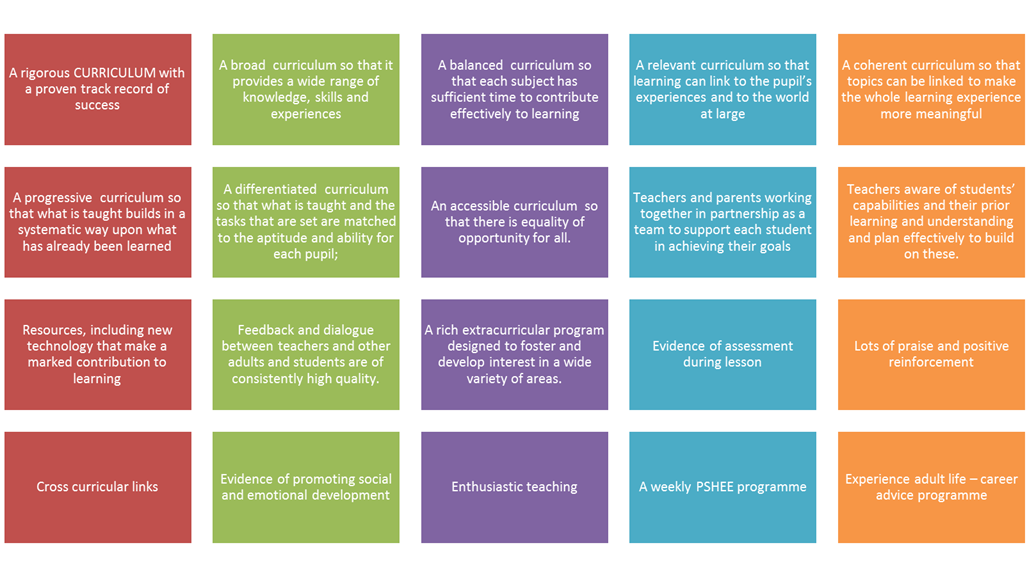 A rigorous CURRICULUM with
a proven track record of
success
A broad curriculum so that it
provides a wide range of
knowledge, skills and
experiences
A balanced curriculum so
that each subject has
sufficient time to contribute
effectively to learning
A relevant curriculum so that
learning can link to the pupil's
experiences and to the world
at large
A coherent curriculum so that
topics can be linked to make
the whole learning experience
more meaningful
A progressive curriculum so
that what is taught builds in a
systematic way upon what
has already been learned
A differentiated curriculum
so that what is taught and the
tasks that are set are matched
to the aptitude and ability for
each pupil;
An accessible curriculum so
that there is equality of
opportunity for all.
Teachers and parents working
together in partnership as a
team to support each student
in achieving their goals
Teachers aware of students'
capabilities and their prior
learning and understanding
and plan effectively to build
on these.
Resources, including new
technology that make a
marked contribution to
learning
Feedback and dialogue
between teachers and other
adults and students are of
consistently high quality.
A rich extracurricular program
designed to foster and
develop interest in a wide
variety of areas.
Evidence of assessment
during lesson
Lots of praise and positive
reinforcement
Cross curricular links
Evidence of promoting social
and emotional development
Enthusiastic teaching
A weekly PSHEE programme
Experience adult life – career
advice programme